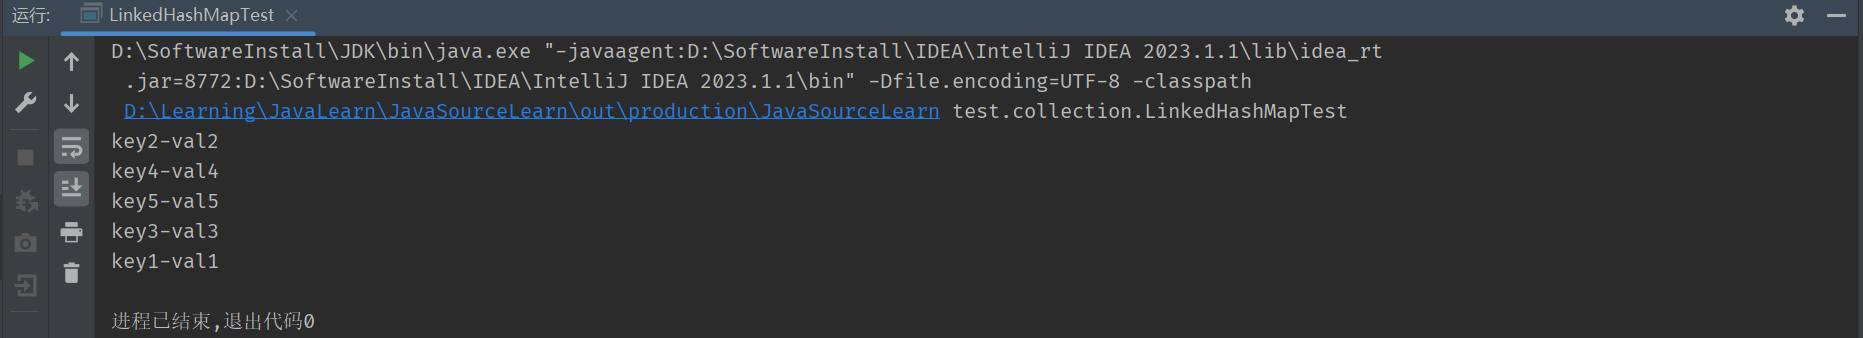 运行: LinkedHashMapTest
D:\SoftwareInstall\JDK\bin\java.exe "-javaagent:D:\SoftwareInstall\IDEA\IntelliJ IDEA 2023.1.1\lib\idea_rt
.jar=8772:D:\SoftwareInstall\IDEA\IntelliJ IDEA 2023.1.1\bin" -Dfile.encoding=UTF-8 -classpath
D:\Learning\JavaLearn\JavaSourceLearn\out\production\JavaSourceLearn test.collection.LinkedHashMapTest
key2-val2
key4-val4
key5-val5
key3-val3
key1-val1
进程已结束,退出代码0